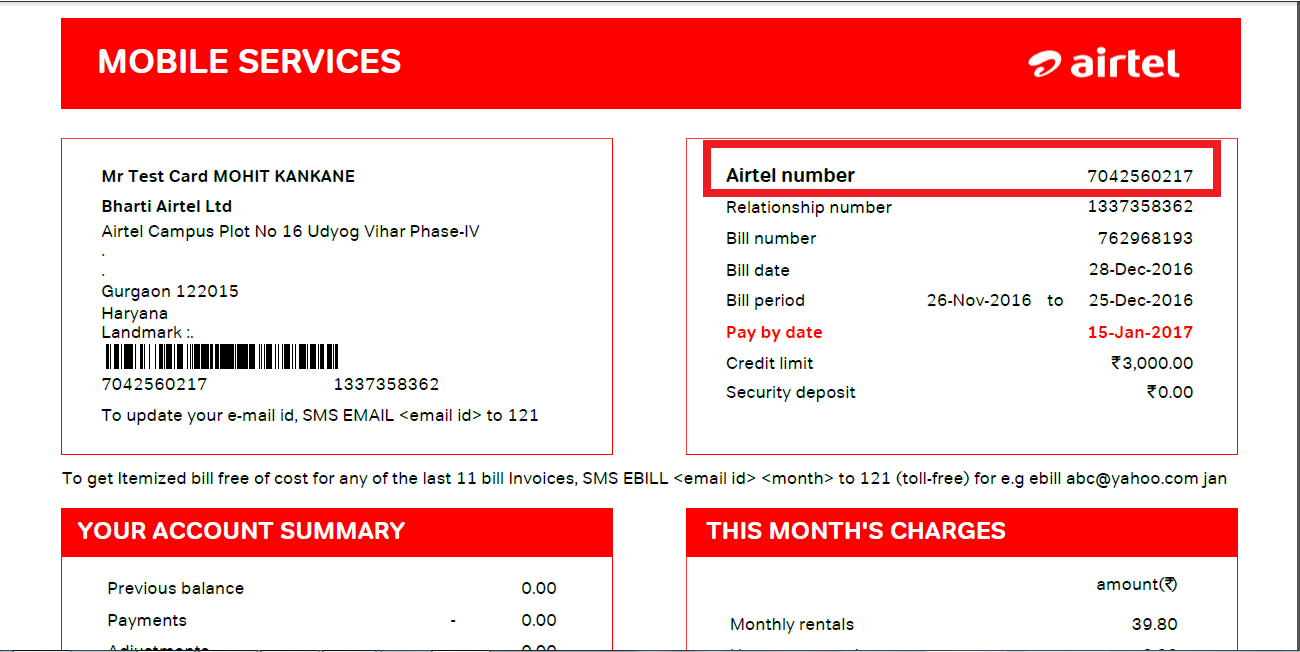 MOBILE SERVICES
airtel
Mr Test Card MOHIT KANKANE
Bharti Airtel Ltd
Airtel Campus Plot No 16 Udyog Vihar Phase-IV
.
.
Gurgaon 122015
Haryana
Landmark :.
7042560217 1337358362
To update your e-mail id, SMS EMAIL <email id> to 121
Airtel number 7042560217
Relationship number 1337358362
Bill number 762968193
Bill date 28-Dec-2016
Bill period 26-Nov-2016 to 25-Dec-2016
Pay by date 15-Jan-2017
Credit limit ₹3,000.00
Security deposit ₹0.00
To get Itemized bill free of cost for any of the last 11 bill Invoices, SMS EBILL <email id> <month> to 121 (toll-free) for e.g ebill abc@yahoo.com jan
YOUR ACCOUNT SUMMARY
Previous balance 0.00
Payments - 0.00
Adjustments 0.00
THIS MONTH'S CHARGES
amount(₹)
Monthly rentals 39.80